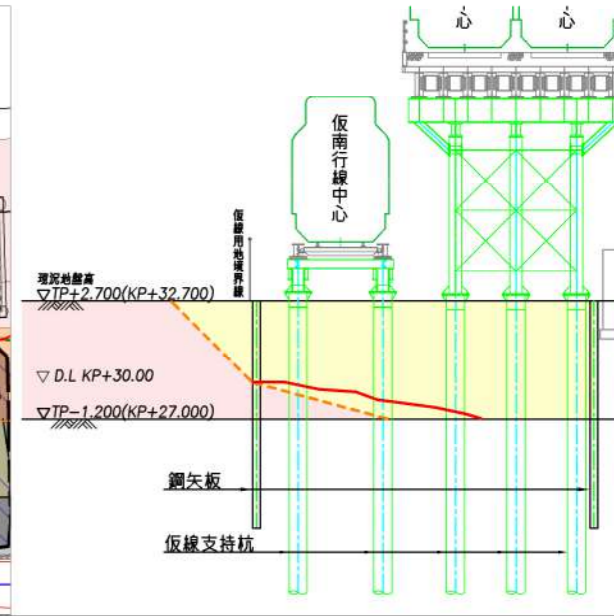 心
心
仮南行線中心
仮線用地境界線
現況地盤高
▽TP+2.700(KP+32.700)
▽ D.L KP+30.00
▽TP-1.200(KP+27.000)
鋼矢板
仮線支持杭